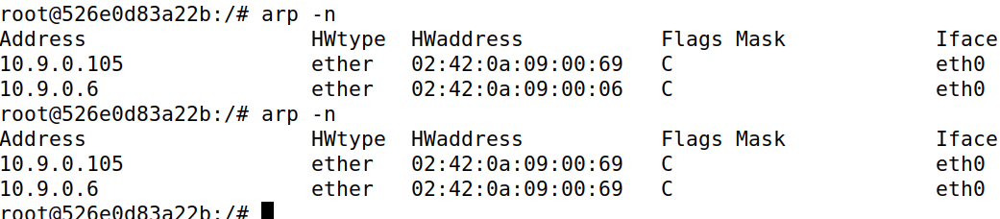 root@526e0d83a22b:/# arp -n
Address                  HWtype  HWaddress           Flags Mask            Iface
10.9.0.105               ether   02:42:0a:09:00:69   C                     eth0
10.9.0.6                 ether   02:42:0a:09:00:06   C                     eth0
root@526e0d83a22b:/# arp -n
Address                  HWtype  HWaddress           Flags Mask            Iface
10.9.0.105               ether   02:42:0a:09:00:69   C                     eth0
10.9.0.6                 ether   02:42:0a:09:00:69   C                     eth0
root@526e0d83a22b:/#